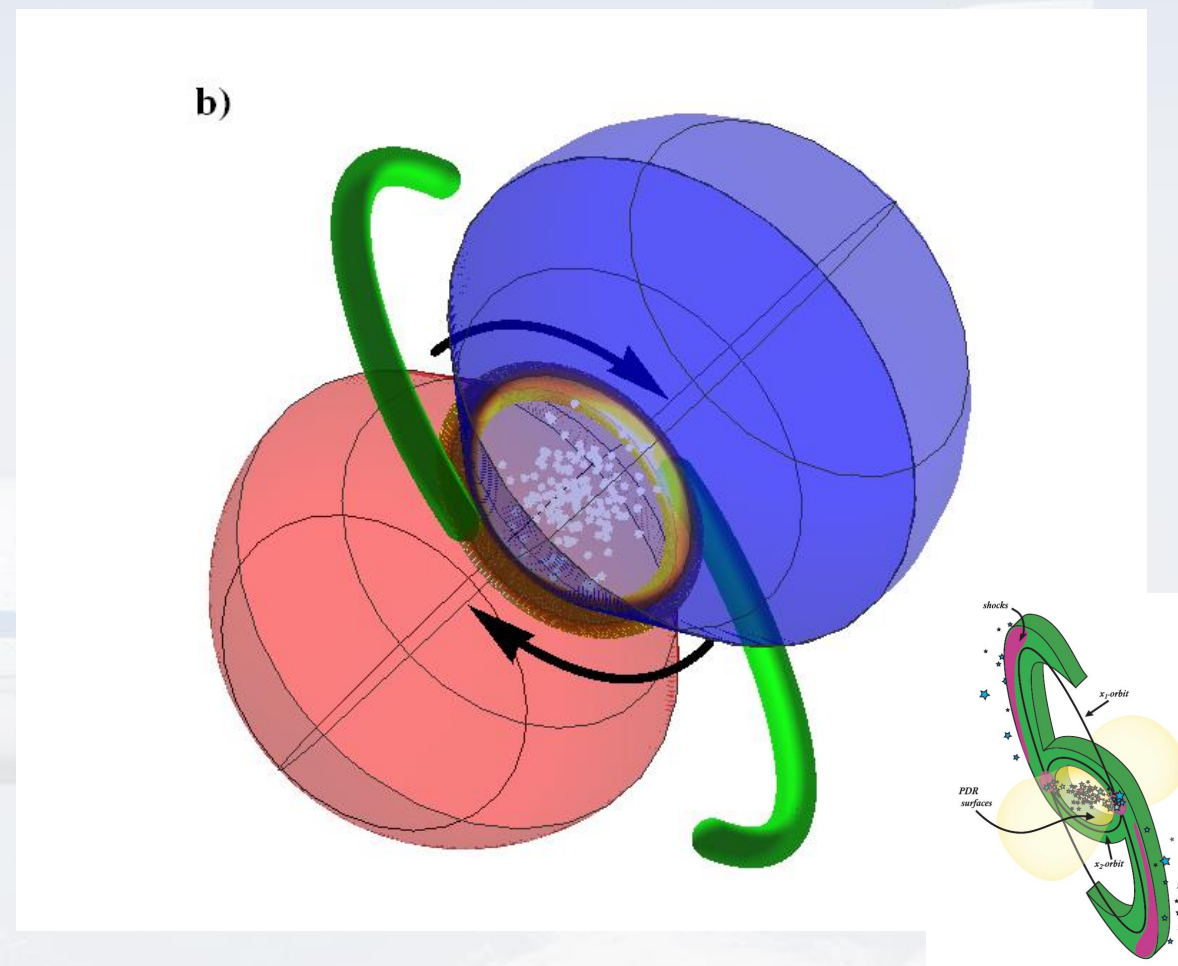 b)
shocks
x₁-orbit
PDR
surfaces
x₂-orbit